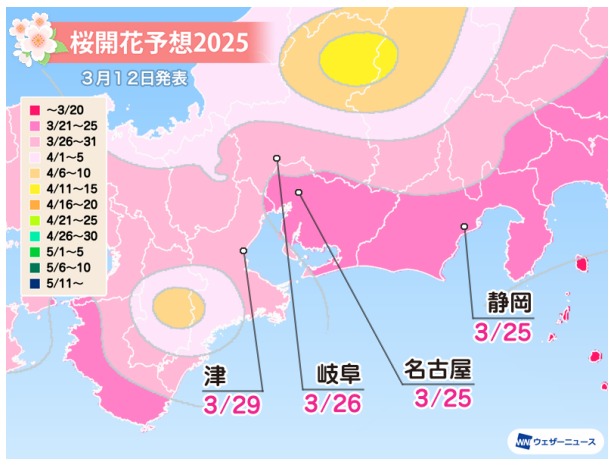 桜開花予想2025
3月12日発表
～3/20
3/21～25
3/26～31
4/1～5
4/6～10
4/11～15
4/16～20
4/21～25
4/26～30
5/1～5
5/6～10
5/11～
静岡
3/25
名古屋
3/25
岐阜
3/26
津
3/29
WN ウェザーニュース